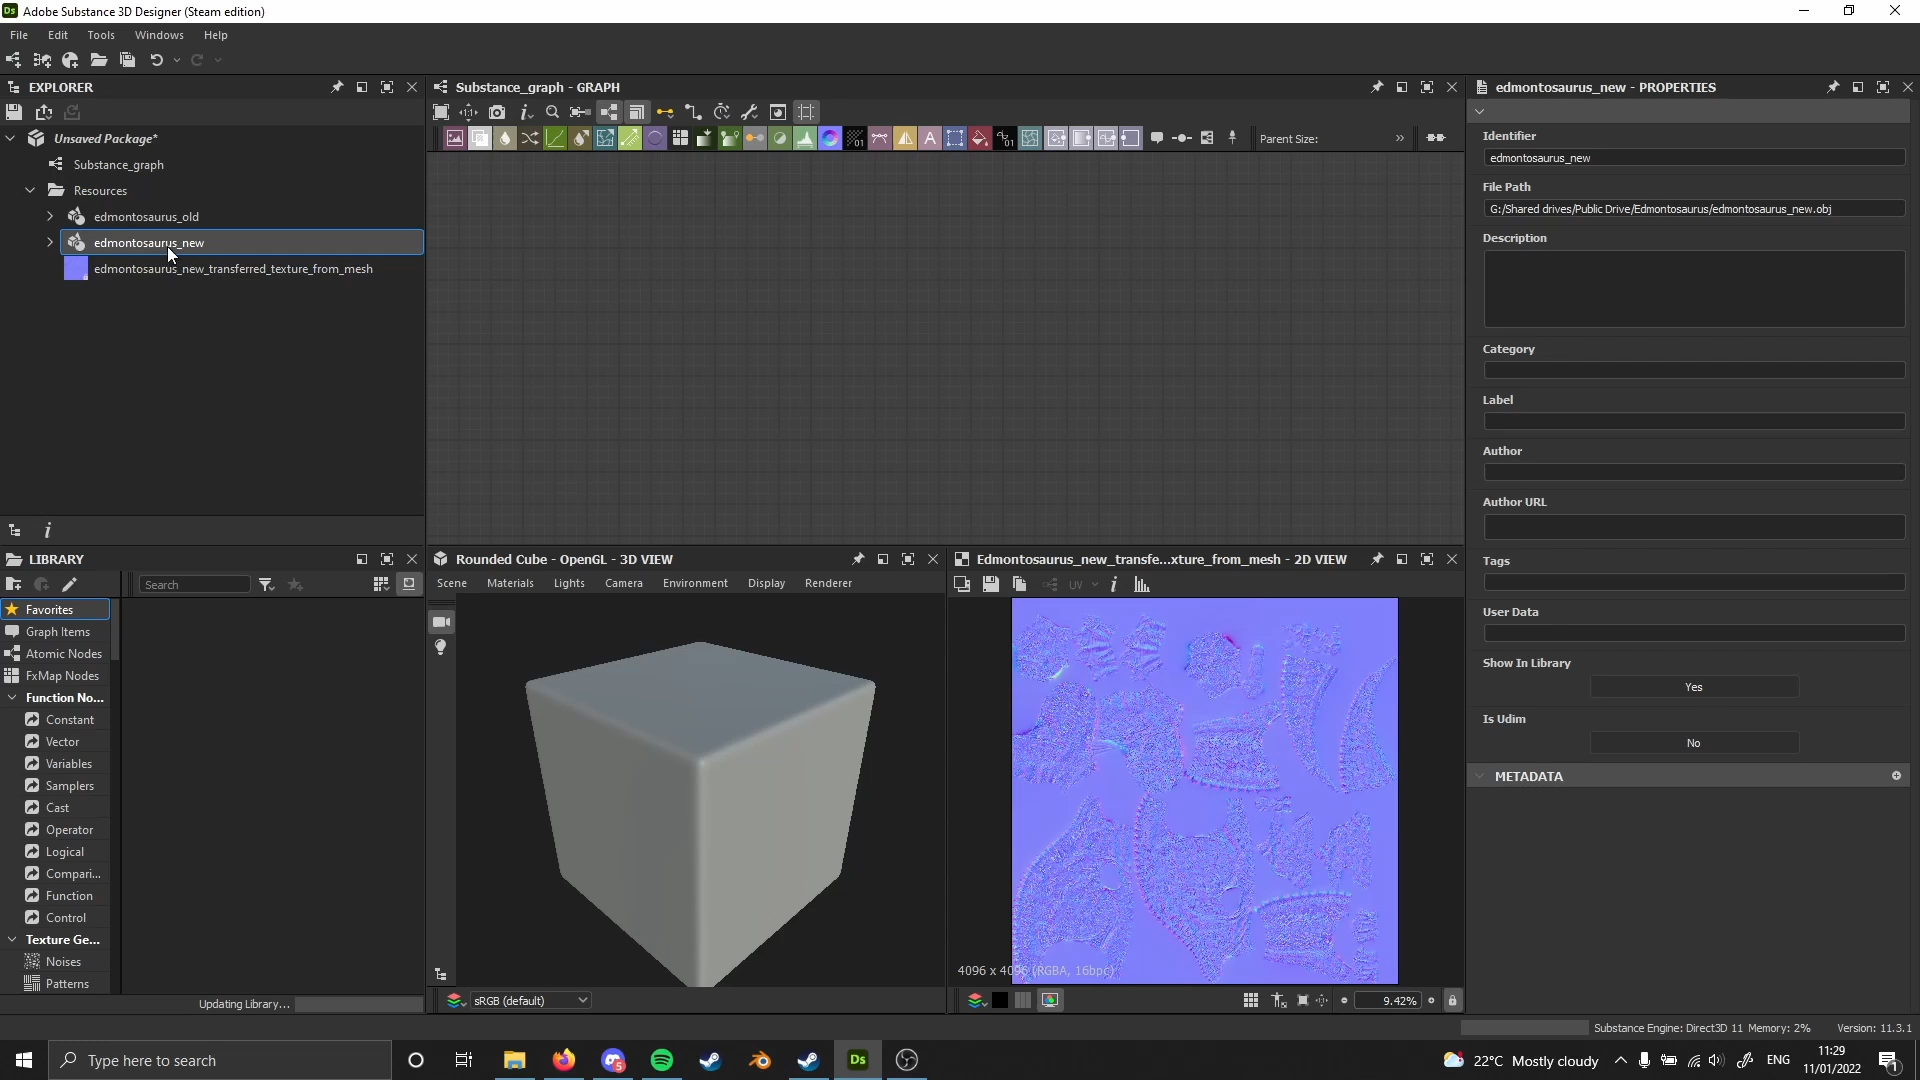 Adobe Substance 3D Designer (Steam edition)
File Edit Tools Windows Help
EXPLORER
Unsaved Package*
Substance_graph
Resources
edmontosaurus_old
edmontosaurus_new
edmontosaurus_new_transferred_texture_from_mesh
Substance_graph - GRAPH
Parent Size:
edmontosaurus_new - PROPERTIES
Identifier
edmontosaurus_new
File Path
G:/Shared drives/Public Drive/Edmontosaurus/edmontosaurus_new.obj
Description
Category
Label
Author
Author URL
Tags
User Data
Show In Library
Yes
Is Udim
No
METADATA
LIBRARY
Search
Favorites
Graph Items
Atomic Nodes
FxMap Nodes
Function No...
Constant
Vector
Variables
Samplers
Cast
Operator
Logical
Compari...
Function
Control
Texture Ge...
Noises
Patterns
Updating Library...
Rounded Cube - OpenGL - 3D VIEW
Scene Materials Lights Camera Environment Display Renderer
sRGB (default)
Edmontosaurus_new_transfe...xture_from_mesh - 2D VIEW
UV
4096 x 4096 (RGBA, 16bpc)
9.42%
Substance Engine: Direct3D 11 Memory: 2% Version: 11.3.1
Type here to search
5
Ds
22°C Mostly cloudy
ENG
11:29
11/01/2022
1